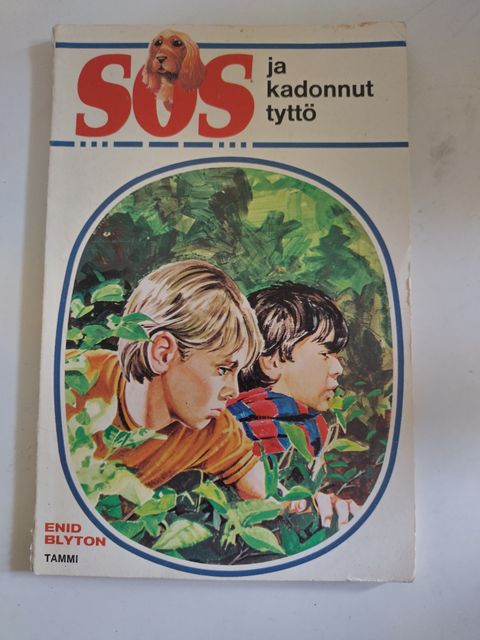 SOS
ja
kadonnut
tyttö
ENID
BLYTON
TAMMI